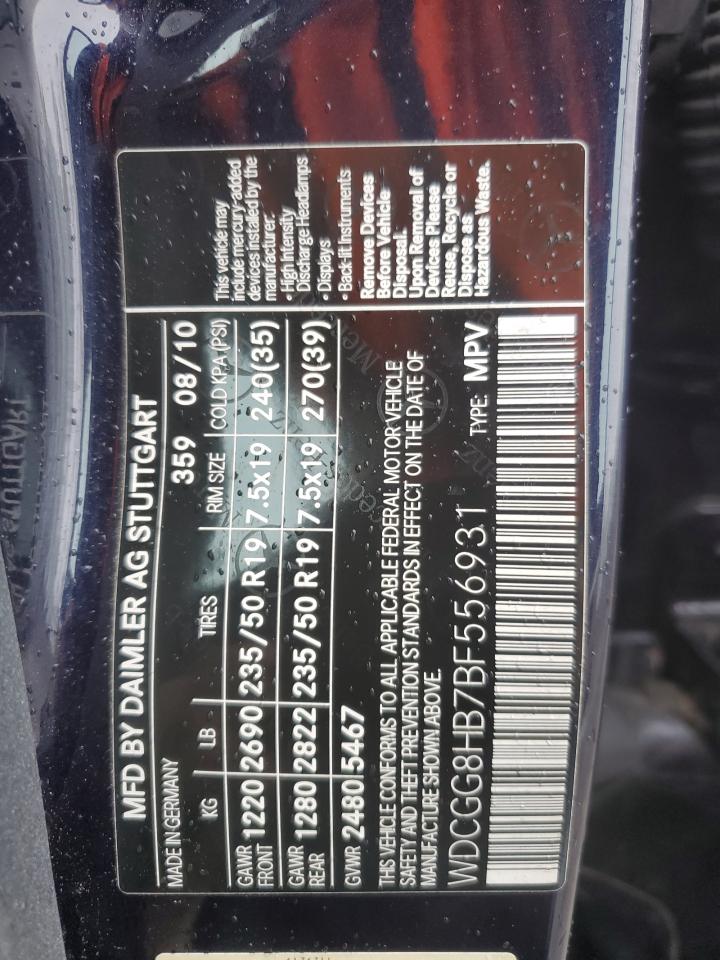 MFD BY DAIMLER AG STUTTGART
MADE IN GERMANY 359 08/10
KG LB TIRES RIM SIZE COLD KPA (PSI)
GAWR FRONT 1220 2690 235/50 R19 7.5x19 240(35)
GAWR REAR 1280 2822 235/50 R19 7.5x19 270(39)
GVWR 2480 5467
THIS VEHICLE CONFORMS TO ALL APPLICABLE FEDERAL MOTOR VEHICLE
SAFETY AND THEFT PREVENTION STANDARDS IN EFFECT ON THE DATE OF
MANUFACTURE SHOWN ABOVE.
WDCGG8HB7BF556931 TYPE: MPV
This vehicle may
include mercury-added
devices installed by the
manufacturer:
• High Intensity
Discharge Headlamps
• Displays
• Back-lit Instruments
Remove Devices
Before Vehicle
Disposal.
Upon Removal of
Devices Please
Reuse, Recycle or
Dispose as
Hazardous Waste.